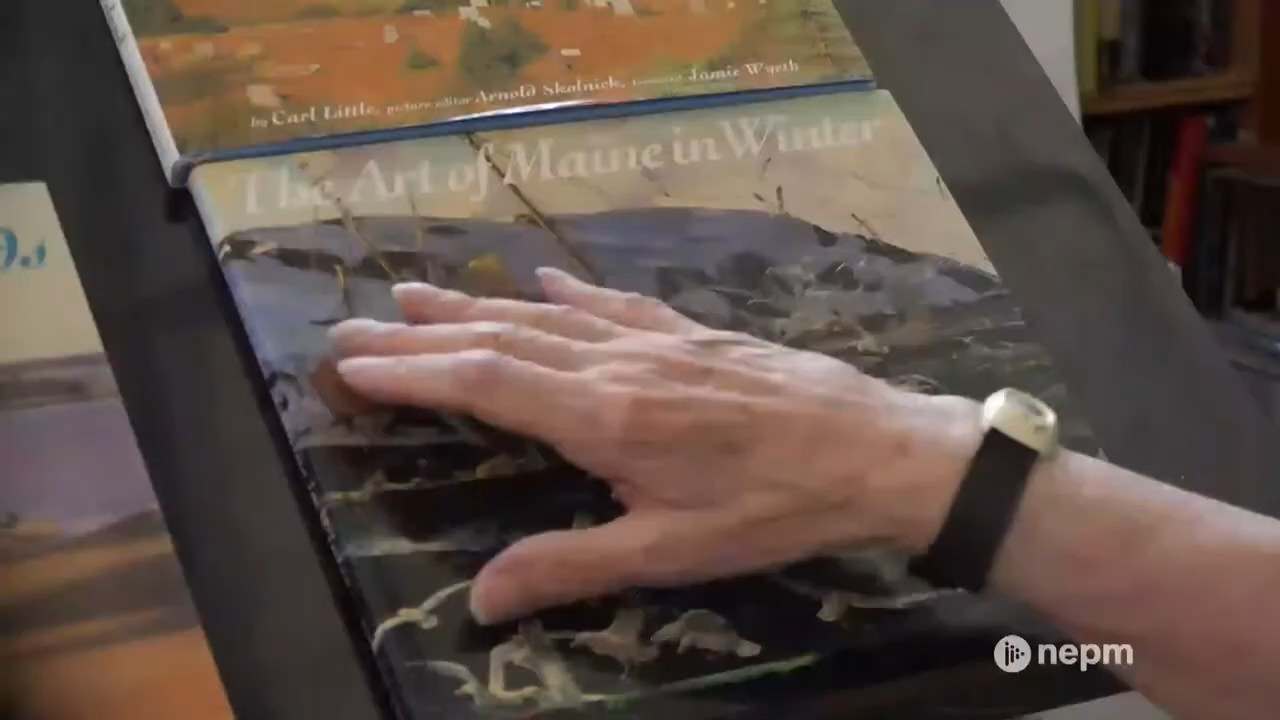 by Carl Little, picture editor Arnold Skolnick, Jamie Wyeth
The Art of Maine in Winter
nepm